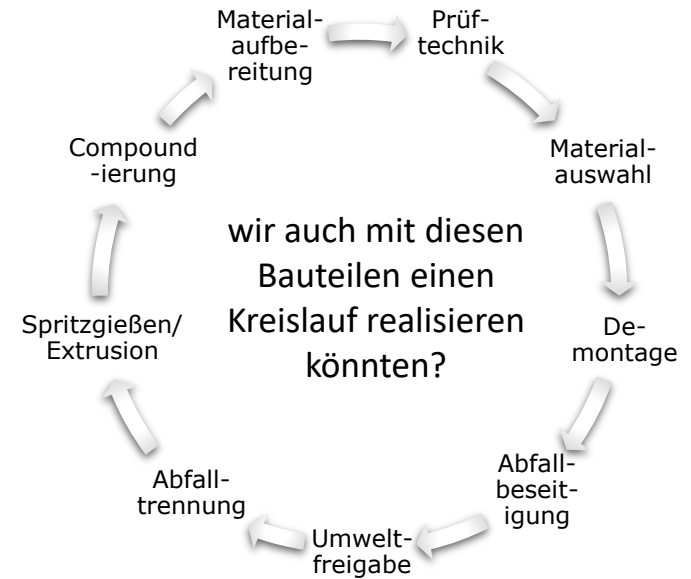 Material-
aufbe-
reitung
Prüf-
technik
Material-
auswahl
De-
montage
Abfall-
beseit-
igung
Umwelt-
freigabe
Abfall-
trennung
Spritzgießen/
Extrusion
Compound
-ierung
wir auch mit diesen
Bauteilen einen
Kreislauf realisieren
könnten?